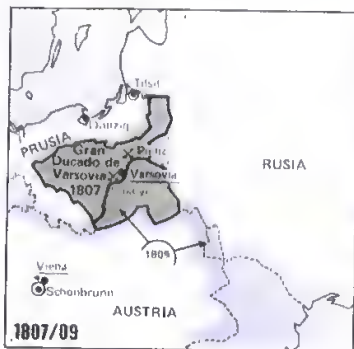 Tilsit
Danzig
PRUSIA
Gran
Ducado de
Varsovia
1807
Varsovia
RUSIA
1809
Viena
Schonbrunn
AUSTRIA
1807/09